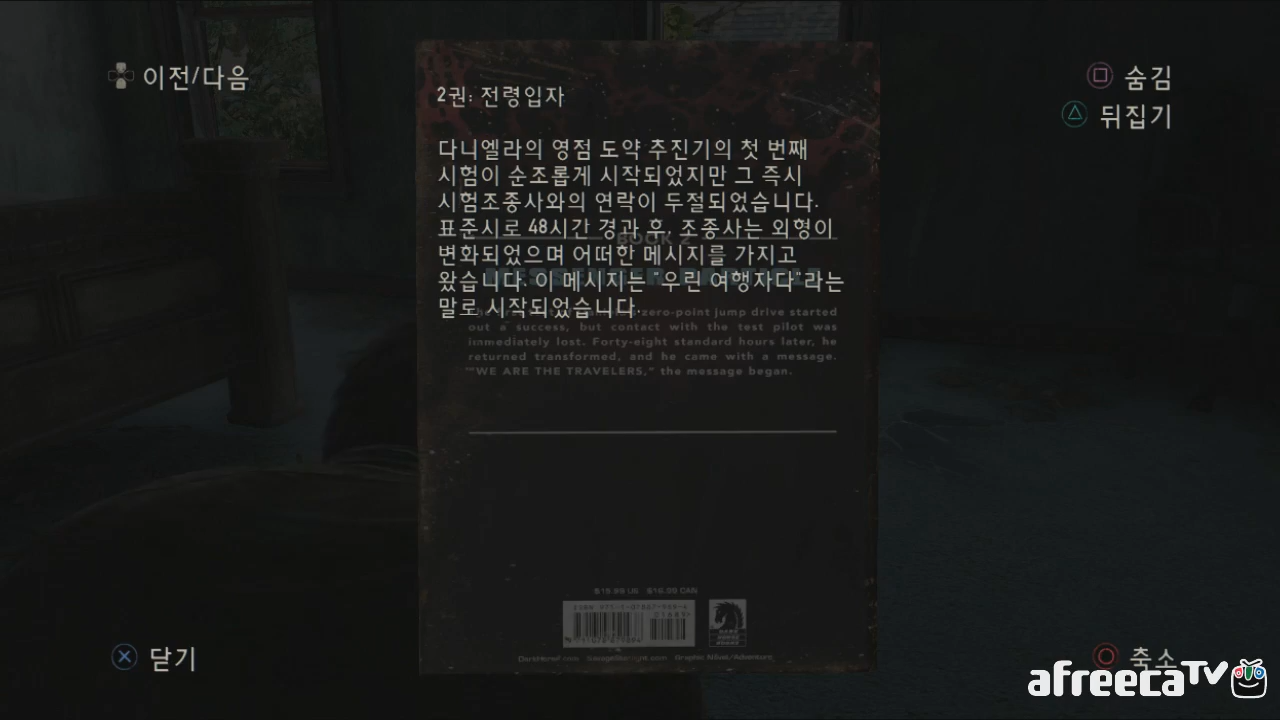 이전/다음
숨김
뒤집기
2권: 전령입자
다니엘라의 영점 도약 추진기의 첫 번째
시험이 순조롭게 시작되었지만 그 즉시
시험조종사와의 연락이 두절되었습니다.
표준시로 48시간 경과 후, 조종사는 외형이
변화되었으며 어떠한 메시지를 가지고
왔습니다. 이 메시지는 "우린 여행자다"라는
말로 시작되었습니다.
BOOK 2
zero-point jump drive started
out a success, but contact with the test pilot was
immediately lost. Forty-eight standard hours later, he
returned transformed, and he came with a message.
"WE ARE THE TRAVELERS," the message began.
닫기
축소
afreecaTV